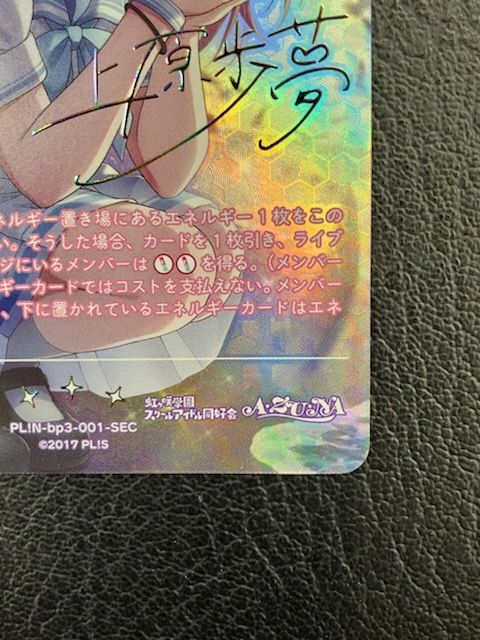 上原歩夢
ネルギー置き場にあるエネルギー1枚をこの
い。そうした場合、カードを1枚引き、ライブ
ジにいるメンバーは を得る。(メンバー
ギーカードではコストを支払えない。メンバー
、下に置かれているエネルギーカードはエネ
虹ヶ咲学園
スクールアイドル同好会
A·ZU·NA
PL!N-bp3-001-SEC
©2017 PL!S